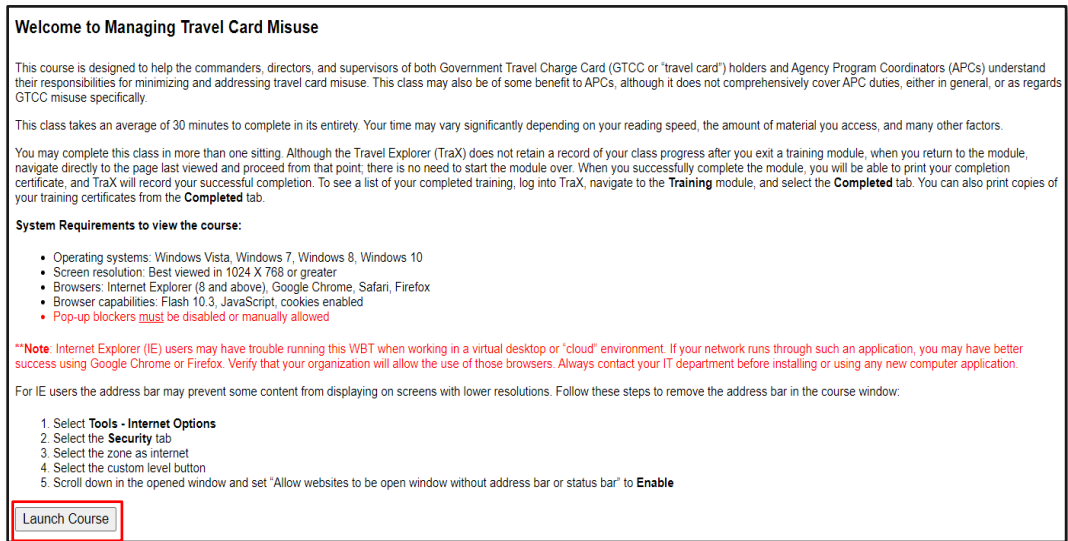 Welcome to Managing Travel Card Misuse
This course is designed to help the commanders, directors, and supervisors of both Government Travel Charge Card (GTCC or “travel card”) holders and Agency Program Coordinators (APCs) understand
their responsibilities for minimizing and addressing travel card misuse. This class may also be of some benefit to APCs, although it does not comprehensively cover APC duties, either in general, or as regards
GTCC misuse specifically.
This class takes an average of 30 minutes to complete in its entirety. Your time may vary significantly depending on your reading speed, the amount of material you access, and many other factors.
You may complete this class in more than one sitting. Although the Travel Explorer (TraX) does not retain a record of your class progress after you exit a training module, when you return to the module,
navigate directly to the page last viewed and proceed from that point; there is no need to start the module over. When you successfully complete the module, you will be able to print your completion
certificate, and TraX will record your successful completion. To see a list of your completed training, log into TraX, navigate to the Training module, and select the Completed tab. You can also print copies of
your training certificates from the Completed tab.
System Requirements to view the course:
• Operating systems: Windows Vista, Windows 7, Windows 8, Windows 10
• Screen resolution: Best viewed in 1024 X 768 or greater
• Browsers: Internet Explorer (8 and above), Google Chrome, Safari, Firefox
• Browser capabilities: Flash 10.3, JavaScript, cookies enabled
• Pop-up blockers must be disabled or manually allowed
**Note: Internet Explorer (IE) users may have trouble running this WBT when working in a virtual desktop or “cloud” environment. If your network runs through such an application, you may have better
success using Google Chrome or Firefox. Verify that your organization will allow the use of those browsers. Always contact your IT department before installing or using any new computer application.
For IE users the address bar may prevent some content from displaying on screens with lower resolutions. Follow these steps to remove the address bar in the course window:
1. Select Tools - Internet Options
2. Select the Security tab
3. Select the zone as internet
4. Select the custom level button
5. Scroll down in the opened window and set “Allow websites to be open window without address bar or status bar” to Enable
Launch Course